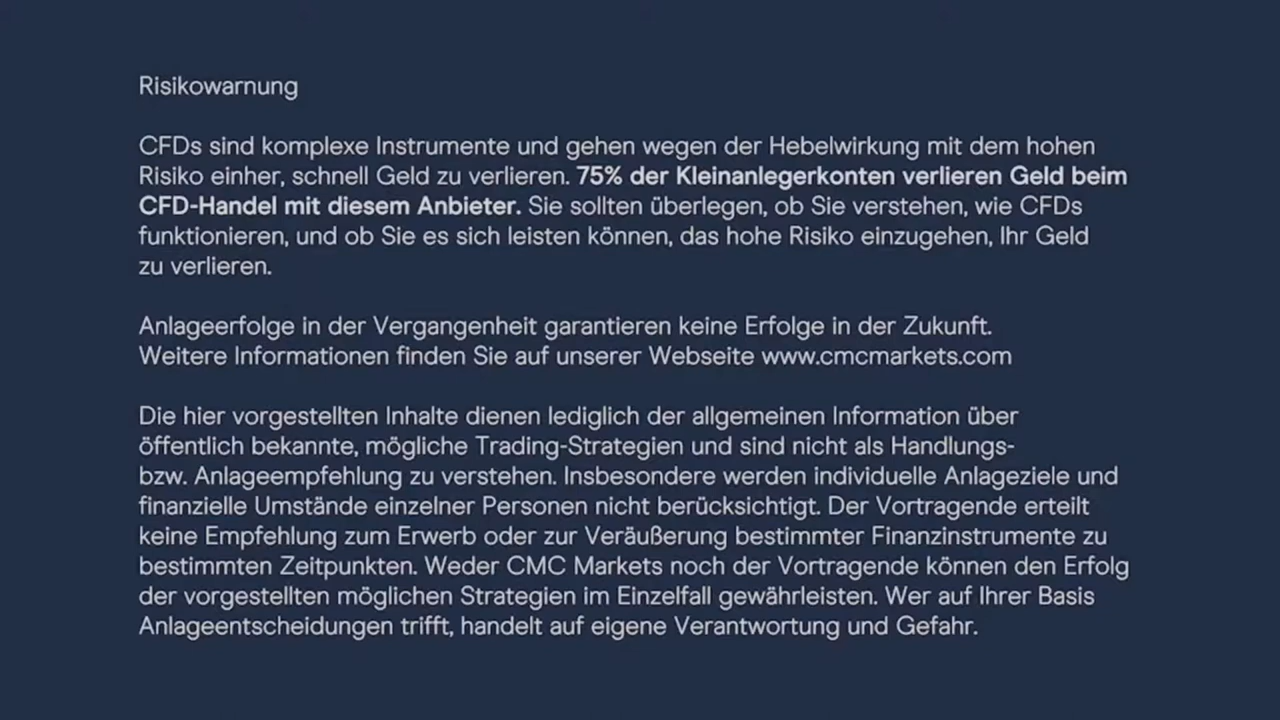 Risikowarnung
CFDs sind komplexe Instrumente und gehen wegen der Hebelwirkung mit dem hohen
Risiko einher, schnell Geld zu verlieren. 75% der Kleinanlegerkonten verlieren Geld beim
CFD-Handel mit diesem Anbieter. Sie sollten überlegen, ob Sie verstehen, wie CFDs
funktionieren, und ob Sie es sich leisten können, das hohe Risiko einzugehen, Ihr Geld
zu verlieren.
Anlageerfolge in der Vergangenheit garantieren keine Erfolge in der Zukunft.
Weitere Informationen finden Sie auf unserer Webseite www.cmcmarkets.com
Die hier vorgestellten Inhalte dienen lediglich der allgemeinen Information über
öffentlich bekannte, mögliche Trading-Strategien und sind nicht als Handlungs-
bzw. Anlageempfehlung zu verstehen. Insbesondere werden individuelle Anlageziele und
finanzielle Umstände einzelner Personen nicht berücksichtigt. Der Vortragende erteilt
keine Empfehlung zum Erwerb oder zur Veräußerung bestimmter Finanzinstrumente zu
bestimmten Zeitpunkten. Weder CMC Markets noch der Vortragende können den Erfolg
der vorgestellten möglichen Strategien im Einzelfall gewährleisten. Wer auf Ihrer Basis
Anlageentscheidungen trifft, handelt auf eigene Verantwortung und Gefahr.